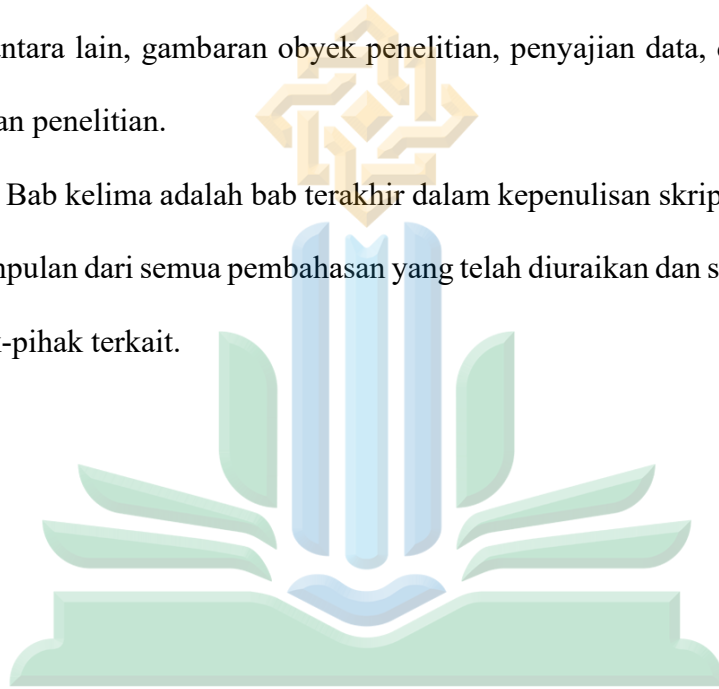 ntara lain, gambaran obyek penelitian, penyajian data,
an penelitian.
Bab kelima adalah bab terakhir dalam kepenulisan skrip
mpulan dari semua pembahasan yang telah diuraikan dan s
-pihak terkait.